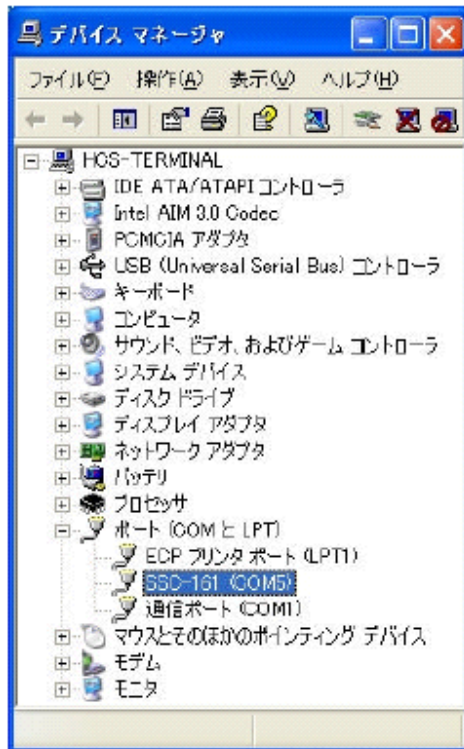 デバイス マネージャ
ファイル(F) 操作(A) 表示(V) ヘルプ(H)
HGS-TERMINAL
IDE ATA/ATAPI コントローラ
Intel AIM 3.0 Codec
PCMCIA アダプタ
USB (Universal Serial Bus) コントローラ
キーボード
コンピュータ
サウンド、ビデオ、およびゲーム コントローラ
システム デバイス
ディスク ドライブ
ディスプレイ アダプタ
ネットワーク アダプタ
バッテリ
プロセッサ
ポート (COM と LPT)
ECP プリンタ ポート (LPT1)
SSC-161 (COM5)
通信ポート (COM1)
マウスとそのほかのポインティング デバイス
モデム
モニタ